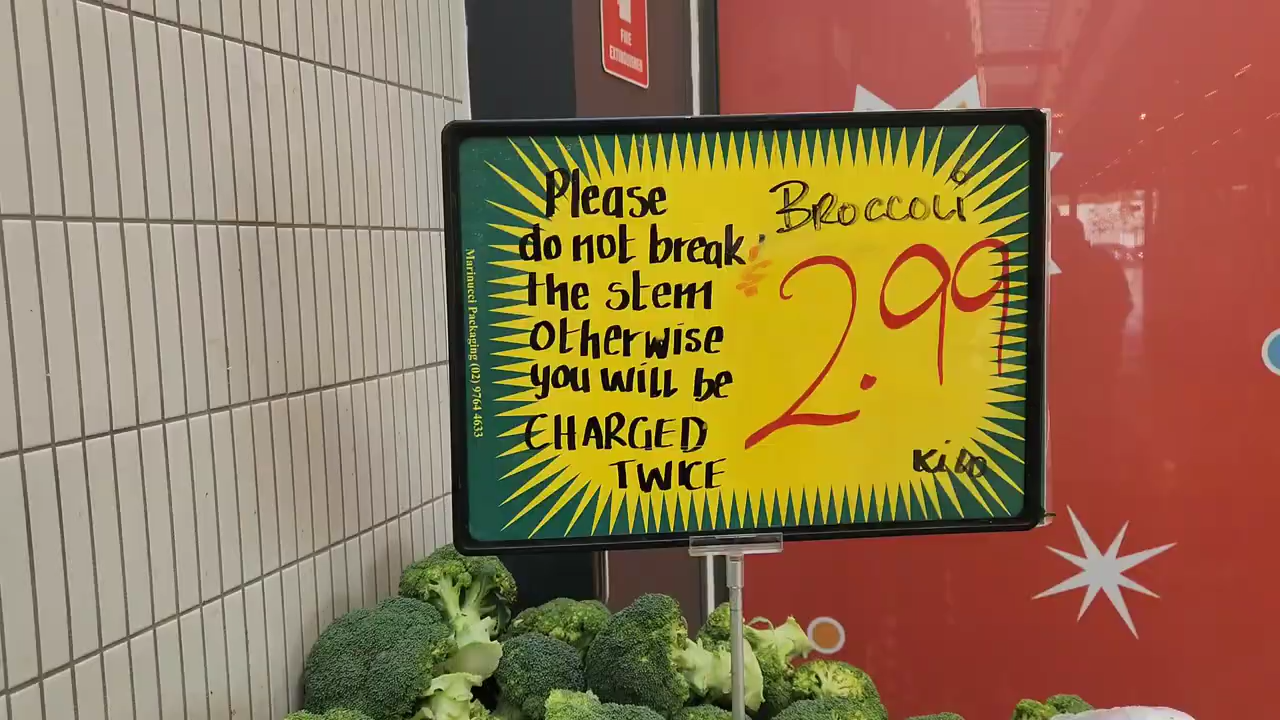 FIRE
EXTINGUISHER
Please
do not break
the stem
otherwise
you will be
CHARGED
TWICE
BROCCOLi
2.99
KiLO
Marinucci Packaging (02) 9764 4633